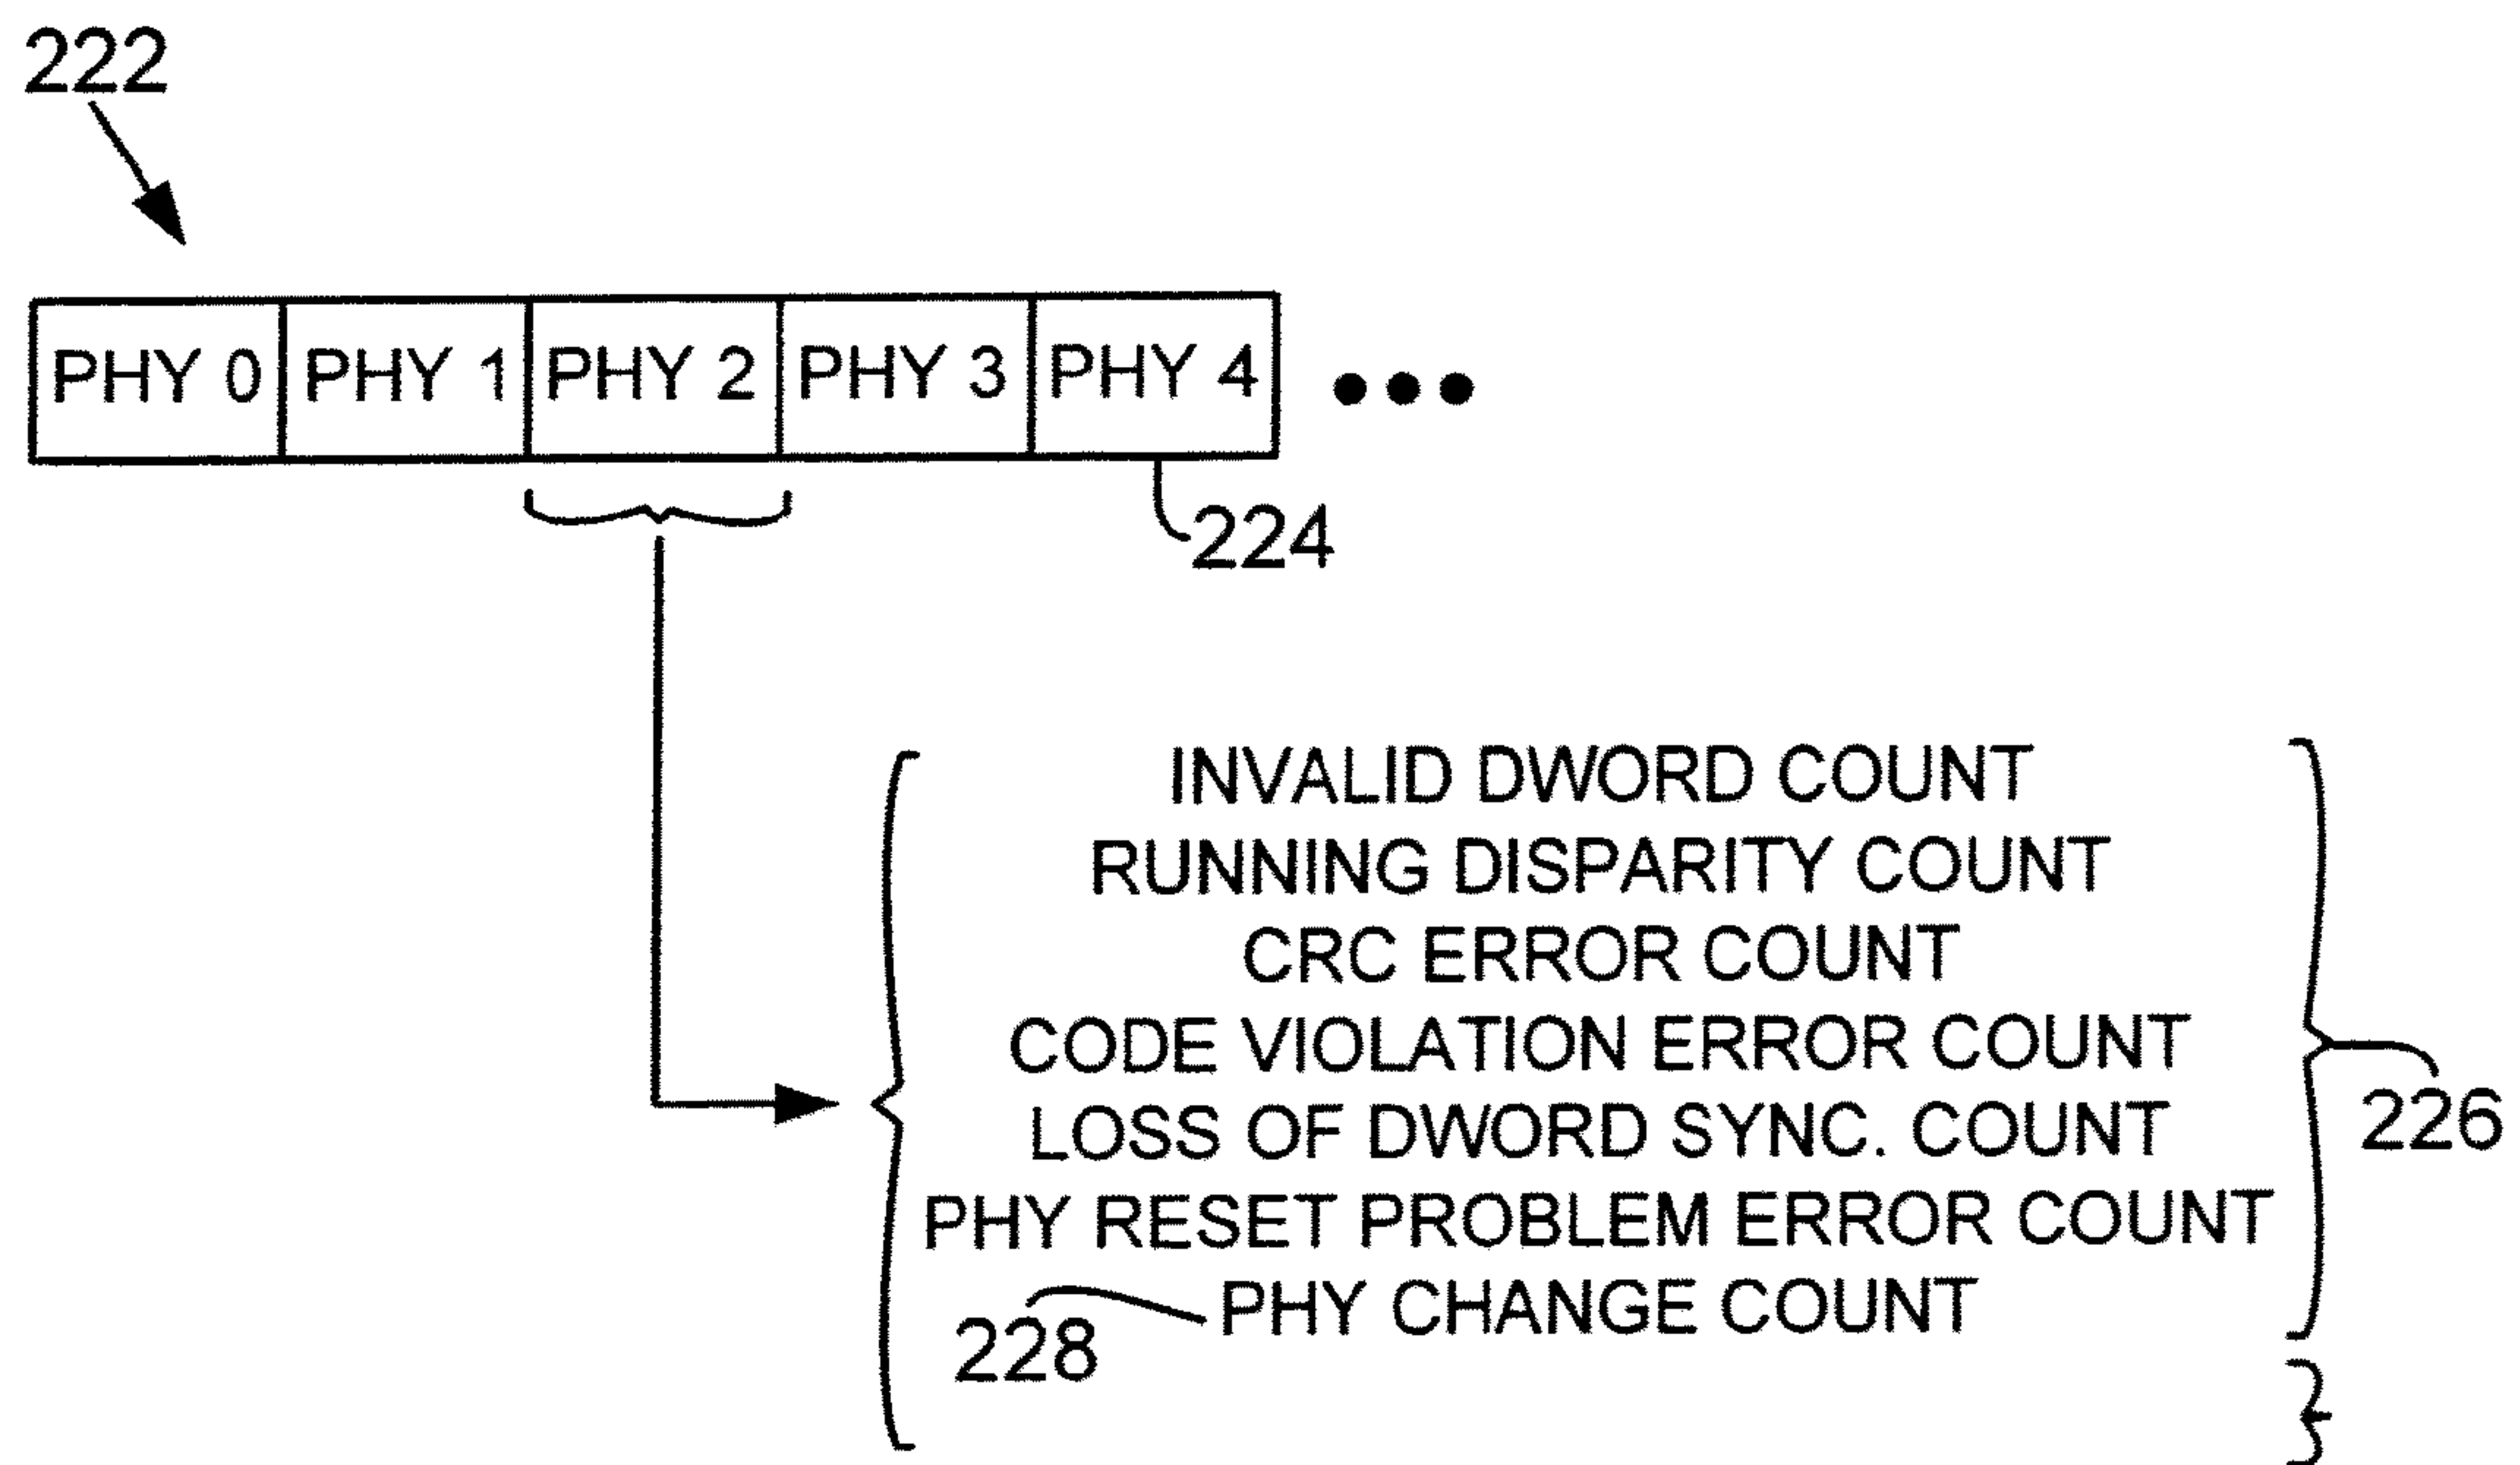 222
PHY 0 PHY 1 PHY 2 PHY 3 PHY 4 •••
224
INVALID DWORD COUNT
RUNNING DISPARITY COUNT
CRC ERROR COUNT
CODE VIOLATION ERROR COUNT
LOSS OF DWORD SYNC. COUNT
226
PHY RESET PROBLEM ERROR COUNT
PHY CHANGE COUNT
228